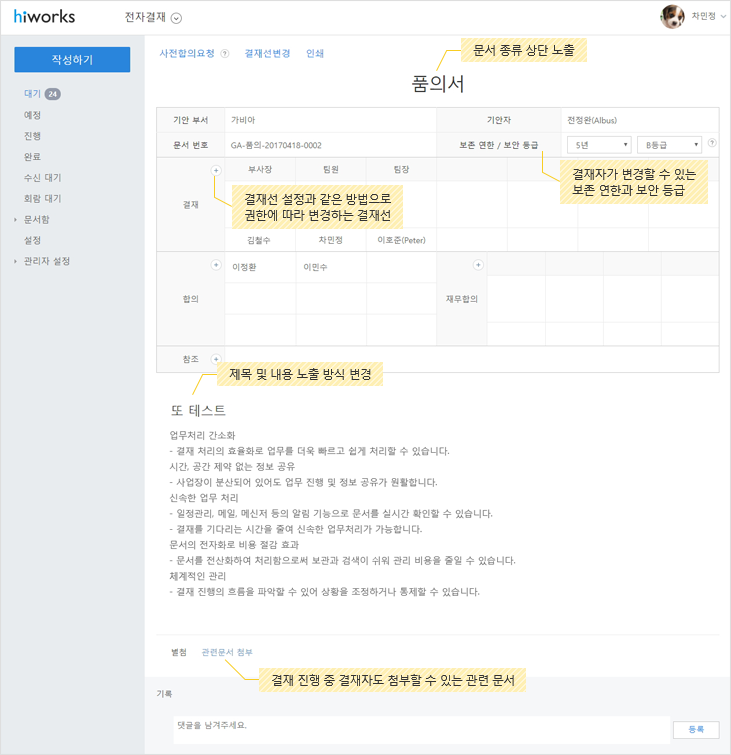 hiworks
전자결재
차민정
작성하기
대기 24
예정
진행
완료
수신 대기
회람 대기
문서함
설정
관리자 설정
사전합의요청 ? 결재선변경 인쇄
문서 종류 상단 노출
품의서
기안 부서 가비아 기안자 전정완(Albus)
문서 번호 GA-품의-20170418-0002 보존 연한 / 보안 등급 5년 B등급 ?
결재자가 변경할 수 있는
보존 연한과 보안 등급
결재 + 부사장 팀원 팀장
결재선 설정과 같은 방법으로
권한에 따라 변경하는 결재선
김철수 차민정 이호준(Peter)
합의 + 이정환 이민수
재무합의 +
참조 +
제목 및 내용 노출 방식 변경
또 테스트
업무처리 간소화
- 결재 처리의 효율화로 업무를 더욱 빠르고 쉽게 처리할 수 있습니다.
시간, 공간 제약 없는 정보 공유
- 사업장이 분산되어 있어도 업무 진행 및 정보 공유가 원활합니다.
신속한 업무 처리
- 일정관리, 메일, 메신저 등의 알림 기능으로 문서를 실시간 확인할 수 있습니다.
- 결재를 기다리는 시간을 줄여 신속한 업무처리가 가능합니다.
문서의 전자화로 비용 절감 효과
- 문서를 전산화하여 처리함으로써 보관과 검색이 쉬워 관리 비용을 줄일 수 있습니다.
체계적인 관리
- 결재 진행의 흐름을 파악할 수 있어 상황을 조정하거나 통제할 수 있습니다.
별첨 관련문서 첨부
결재 진행 중 결재자도 첨부할 수 있는 관련 문서
기록
댓글을 남겨주세요.
등록